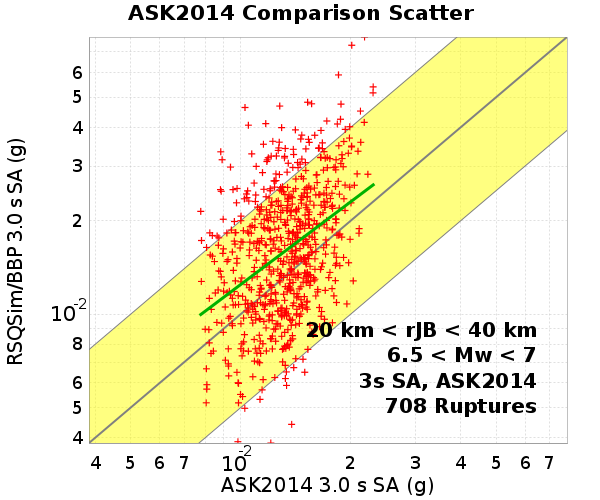 ASK2014 Comparison Scatter
RSQSim/BBP 3.0 s SA (g)
6
5
4
3
2
10-2
8
6
5
4
20 km < rJB < 40 km
6.5 < Mw < 7
3s SA, ASK2014
708 Ruptures
4 5 6 7 10-2 2 3 4 5 6 7
ASK2014 3.0 s SA (g)